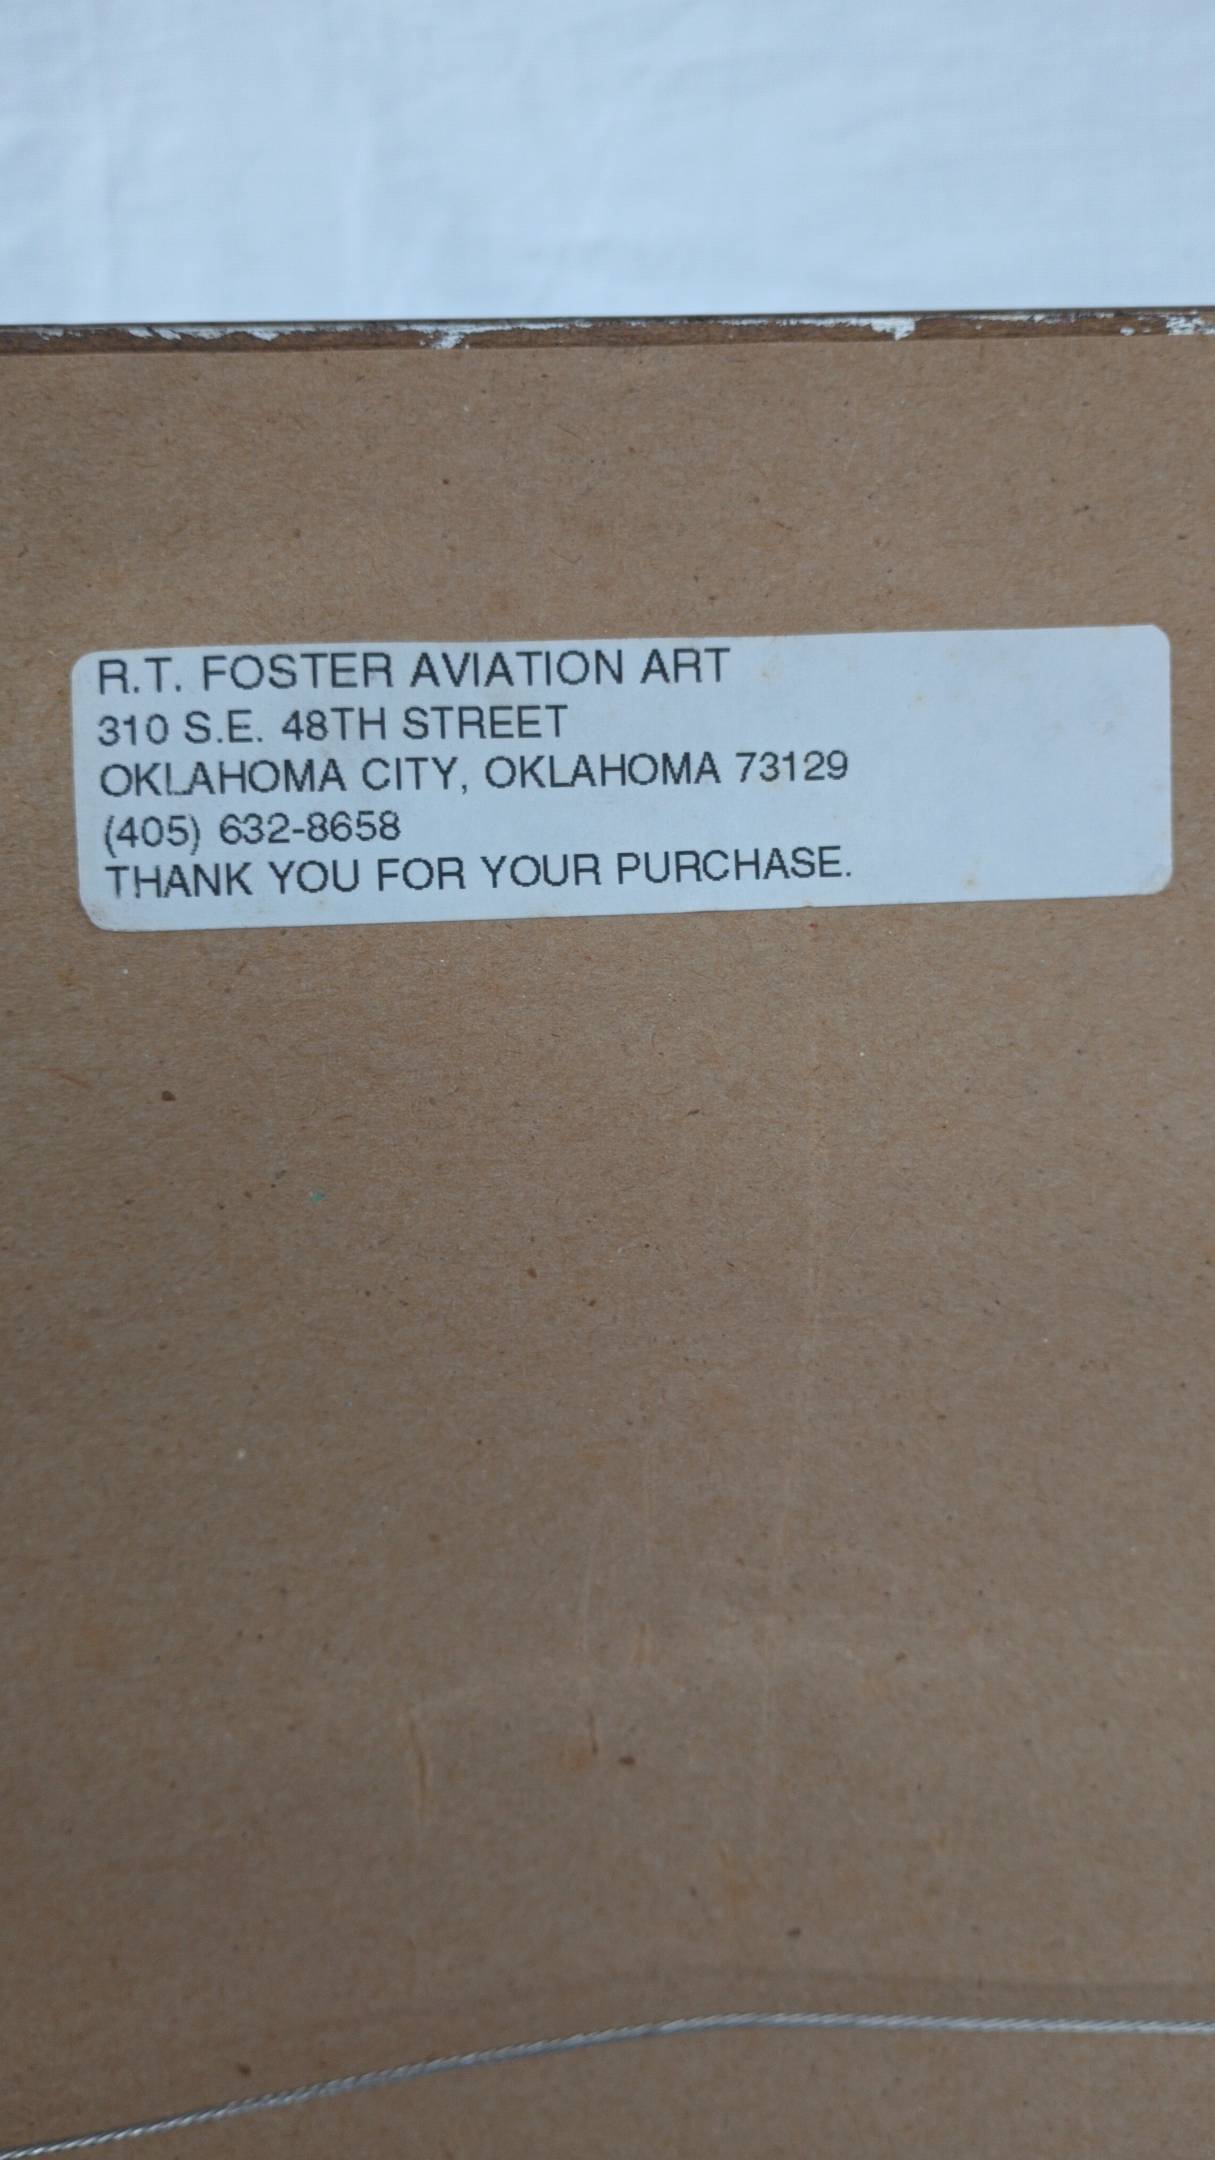 R.T. FOSTER AVIATION ART
310 S.E. 48TH STREET
OKLAHOMA CITY, OKLAHOMA 73129
(405) 632-8658
THANK YOU FOR YOUR PURCHASE.